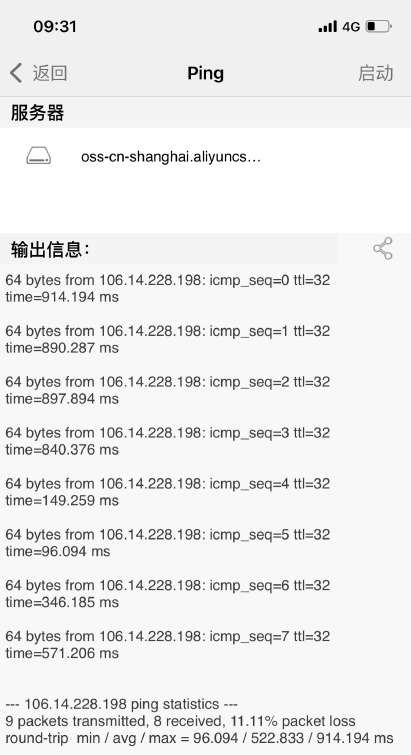 09:31
4G
返回
Ping
启动
服务器
oss-cn-shanghai.aliyuncs...
输出信息：
64 bytes from 106.14.228.198: icmp_seq=0 ttl=32
time=914.194 ms
64 bytes from 106.14.228.198: icmp_seq=1 ttl=32
time=890.287 ms
64 bytes from 106.14.228.198: icmp_seq=2 ttl=32
time=897.894 ms
64 bytes from 106.14.228.198: icmp_seq=3 ttl=32
time=840.376 ms
64 bytes from 106.14.228.198: icmp_seq=4 ttl=32
time=149.259 ms
64 bytes from 106.14.228.198: icmp_seq=5 ttl=32
time=96.094 ms
64 bytes from 106.14.228.198: icmp_seq=6 ttl=32
time=346.185 ms
64 bytes from 106.14.228.198: icmp_seq=7 ttl=32
time=571.206 ms
--- 106.14.228.198 ping statistics ---
9 packets transmitted, 8 received, 11.11% packet loss
round-trip  min / avg / max = 96.094 / 522.833 / 914.194 ms